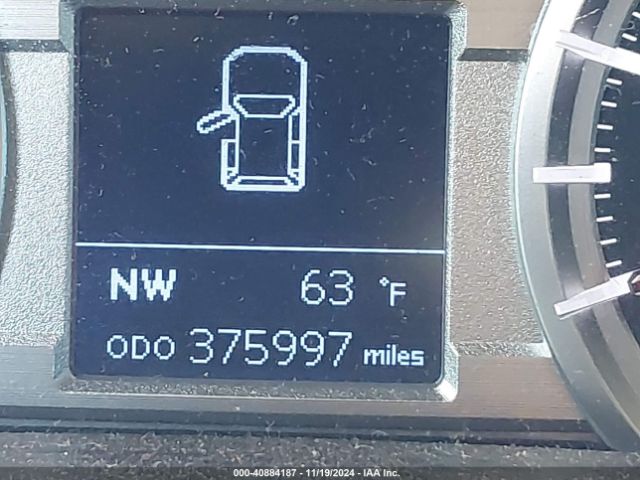 NW 63 °F
ODO 375997 miles
000-40884187 - 11/19/2024 - IAA Inc.